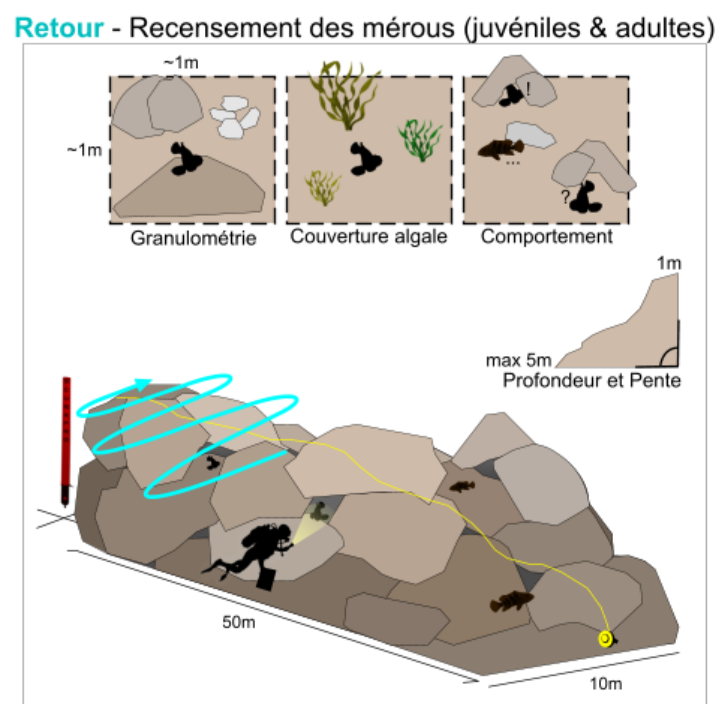 Retour - Recensement des mérous (juvéniles & adultes)
~1m
~1m
!
...
?
Granulométrie
Couverture algale
Comportement
1m
max 5m
Profondeur et Pente
50m
10m